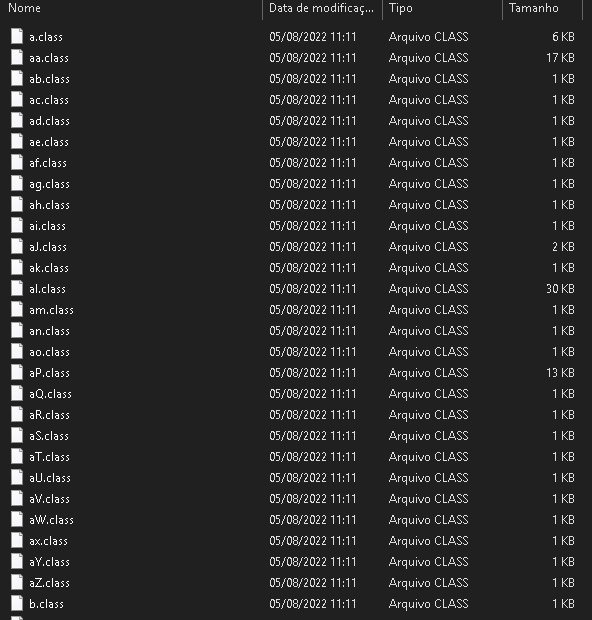 Nome Data de modificaç... Tipo Tamanho
a.class 05/08/2022 11:11 Arquivo CLASS 6 KB
aa.class 05/08/2022 11:11 Arquivo CLASS 17 KB
ab.class 05/08/2022 11:11 Arquivo CLASS 1 KB
ac.class 05/08/2022 11:11 Arquivo CLASS 1 KB
ad.class 05/08/2022 11:11 Arquivo CLASS 1 KB
ae.class 05/08/2022 11:11 Arquivo CLASS 1 KB
af.class 05/08/2022 11:11 Arquivo CLASS 1 KB
ag.class 05/08/2022 11:11 Arquivo CLASS 1 KB
ah.class 05/08/2022 11:11 Arquivo CLASS 1 KB
ai.class 05/08/2022 11:11 Arquivo CLASS 1 KB
aJ.class 05/08/2022 11:11 Arquivo CLASS 2 KB
ak.class 05/08/2022 11:11 Arquivo CLASS 1 KB
al.class 05/08/2022 11:11 Arquivo CLASS 30 KB
am.class 05/08/2022 11:11 Arquivo CLASS 1 KB
an.class 05/08/2022 11:11 Arquivo CLASS 1 KB
ao.class 05/08/2022 11:11 Arquivo CLASS 1 KB
aP.class 05/08/2022 11:11 Arquivo CLASS 13 KB
aQ.class 05/08/2022 11:11 Arquivo CLASS 1 KB
aR.class 05/08/2022 11:11 Arquivo CLASS 1 KB
aS.class 05/08/2022 11:11 Arquivo CLASS 1 KB
aT.class 05/08/2022 11:11 Arquivo CLASS 1 KB
aU.class 05/08/2022 11:11 Arquivo CLASS 1 KB
aV.class 05/08/2022 11:11 Arquivo CLASS 1 KB
aW.class 05/08/2022 11:11 Arquivo CLASS 1 KB
ax.class 05/08/2022 11:11 Arquivo CLASS 1 KB
aY.class 05/08/2022 11:11 Arquivo CLASS 1 KB
aZ.class 05/08/2022 11:11 Arquivo CLASS 1 KB
b.class 05/08/2022 11:11 Arquivo CLASS 1 KB